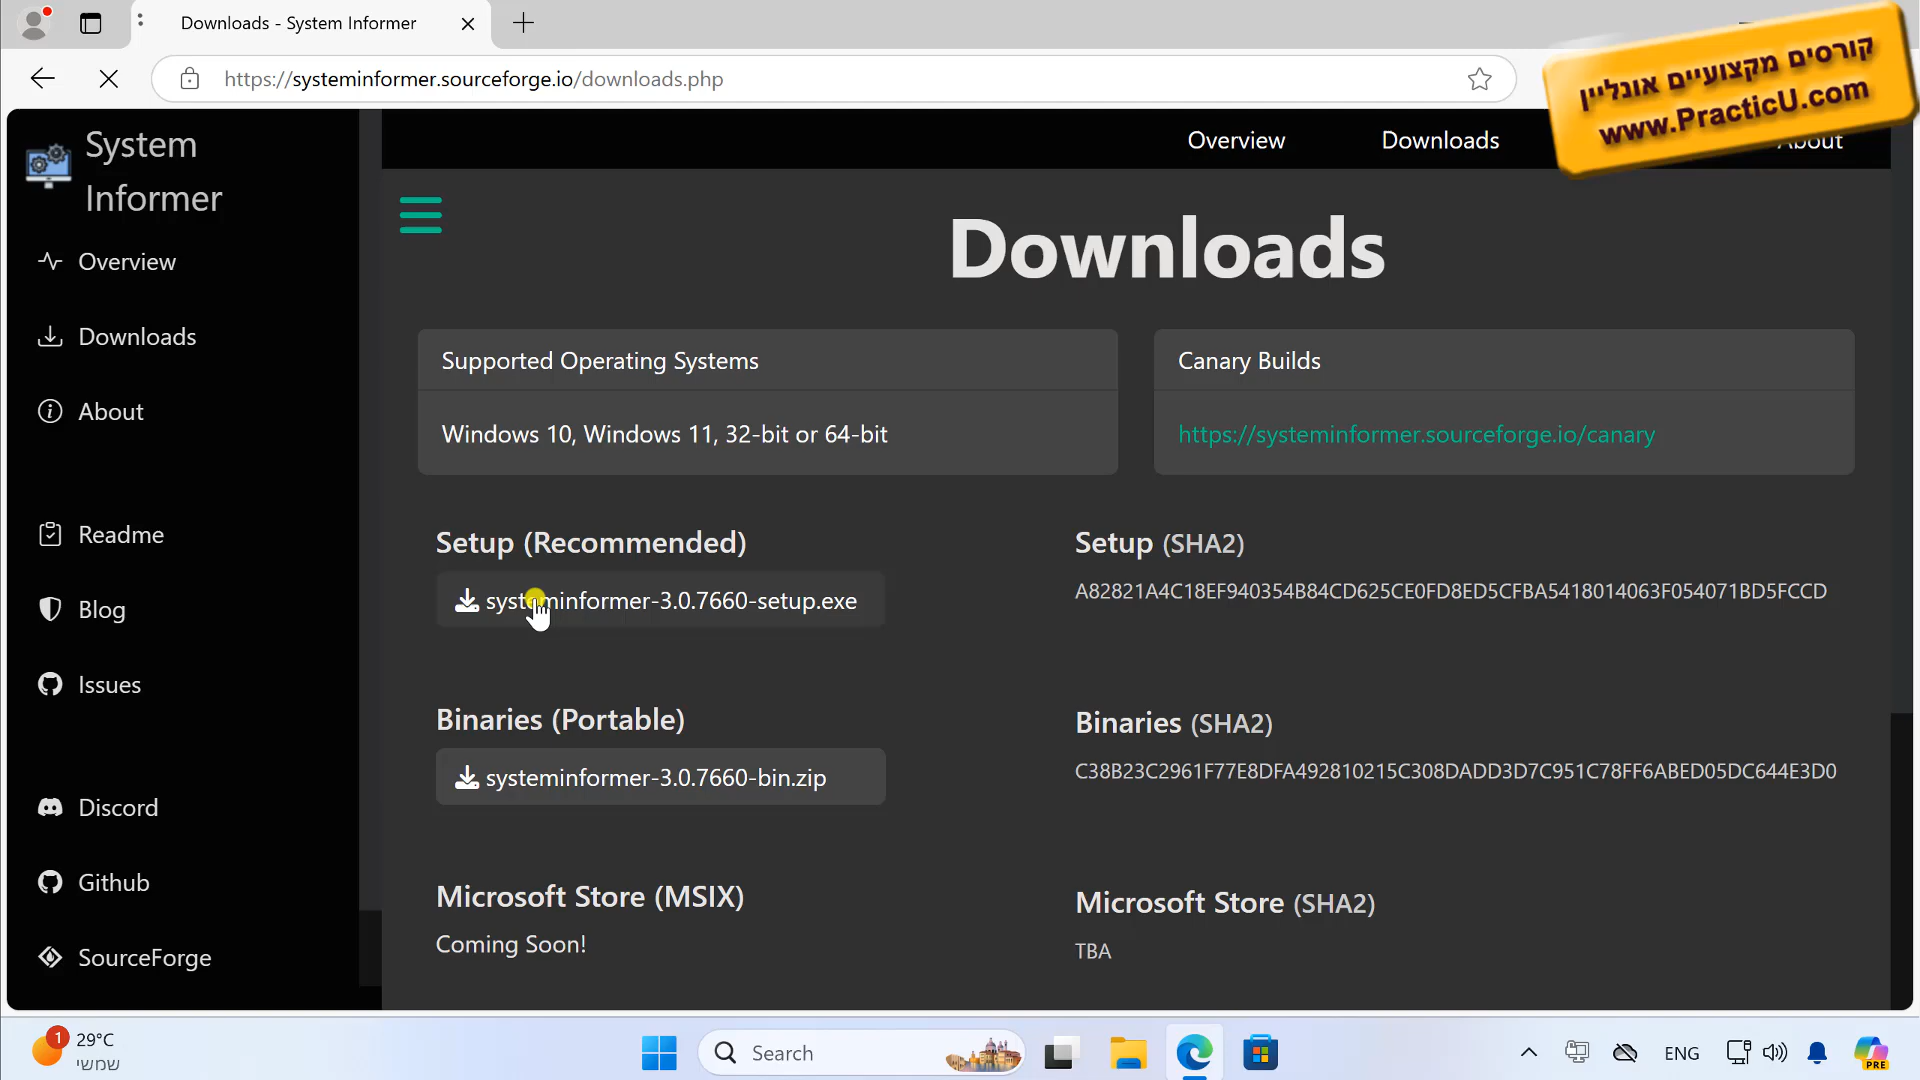 Downloads - System Informer
https://systeminformer.sourceforge.io/downloads.php
קורסים מקצועיים אונליין
www.PracticU.com
System
Informer
Overview
Downloads
About
Readme
Blog
Issues
Discord
Github
SourceForge
Overview
Downloads
About
Downloads
Supported Operating Systems
Windows 10, Windows 11, 32-bit or 64-bit
Canary Builds
https://systeminformer.sourceforge.io/canary
Setup (Recommended)
systeminformer-3.0.7660-setup.exe
Setup (SHA2)
A82821A4C18EF940354B84CD625CE0FD8ED5CFBA5418014063F054071BD5FCCD
Binaries (Portable)
systeminformer-3.0.7660-bin.zip
Binaries (SHA2)
C38B23C2961F77E8DFA492810215C308DADD3D7C951C78FF6ABED05DC644E3D0
Microsoft Store (MSIX)
Coming Soon!
Microsoft Store (SHA2)
TBA
1
29°C
שמשי
Search
ENG
PRE